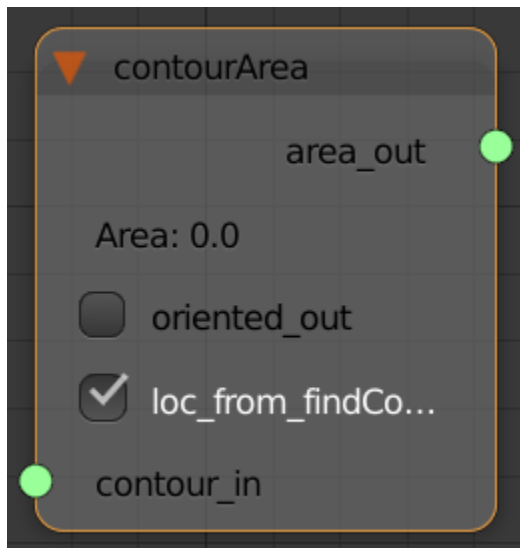 contourArea
area_out
Area: 0.0
oriented_out
loc_from_findCo...
contour_in